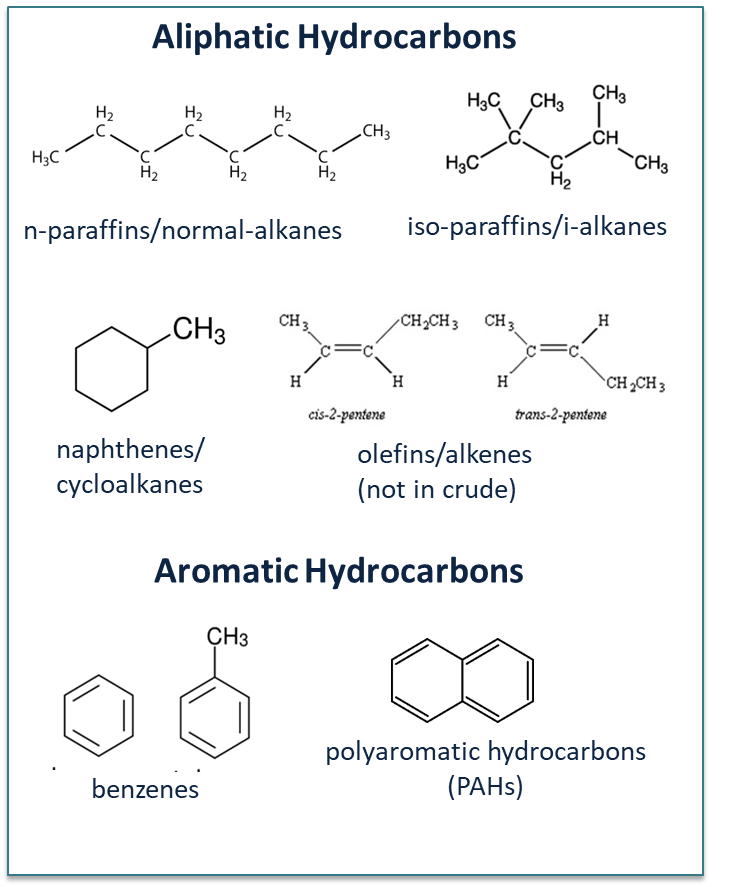 Aliphatic Hydrocarbons
H₂ H₂ H₂
C C C CH₃
H₃C C C C
H₂ H₂ H₂
n-paraffins/normal-alkanes
H₃C CH₃ CH₃
C CH
H₃C C CH₃
H₂
iso-paraffins/i-alkanes
CH₃
naphthenes/
cycloalkanes
CH₃ CH₂CH₃
C C
H H
cis-2-pentene
CH₃ H
C C
H CH₂CH₃
trans-2-pentene
olefins/alkenes
(not in crude)
Aromatic Hydrocarbons
CH₃
benzenes
polyaromatic hydrocarbons
(PAHs)